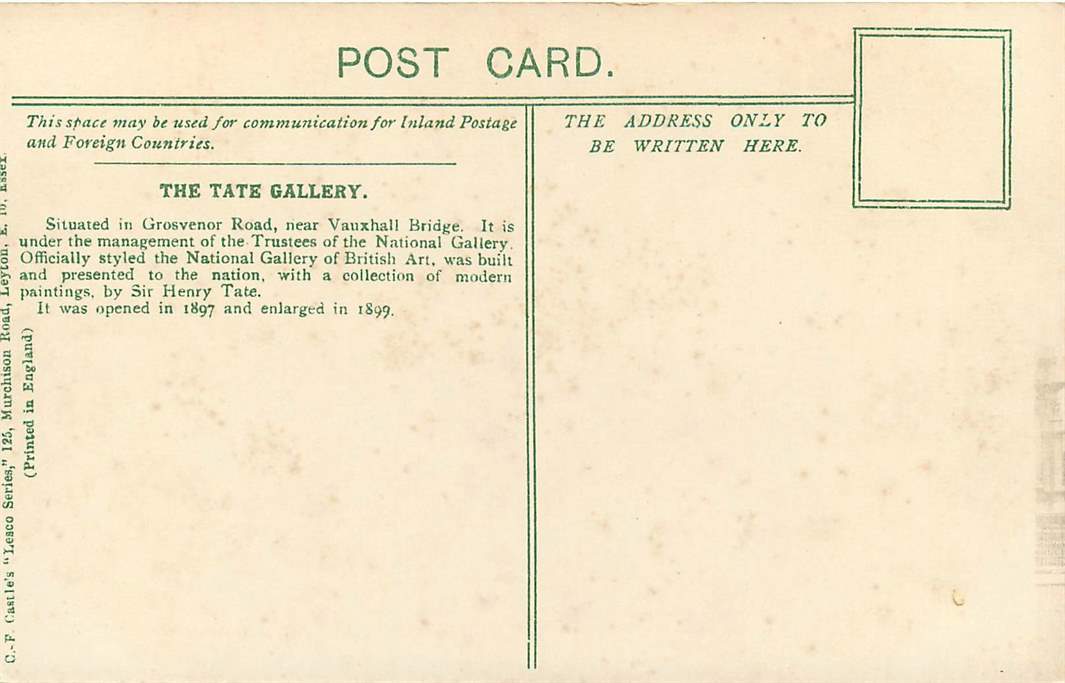 POST CARD.
This space may be used for communication for Inland Postage
and Foreign Countries.
THE ADDRESS ONLY TO
BE WRITTEN HERE.
THE TATE GALLERY.
Situated in Grosvenor Road, near Vauxhall Bridge. It is
under the management of the Trustees of the National Gallery.
Officially styled the National Gallery of British Art, was built
and presented to the nation, with a collection of modern
paintings, by Sir Henry Tate.
It was opened in 1897 and enlarged in 1899.
C.-F. Castle's "Lesco Series," 125, Murchison Road, Leyton, E. 10, Essex.
(Printed in England)